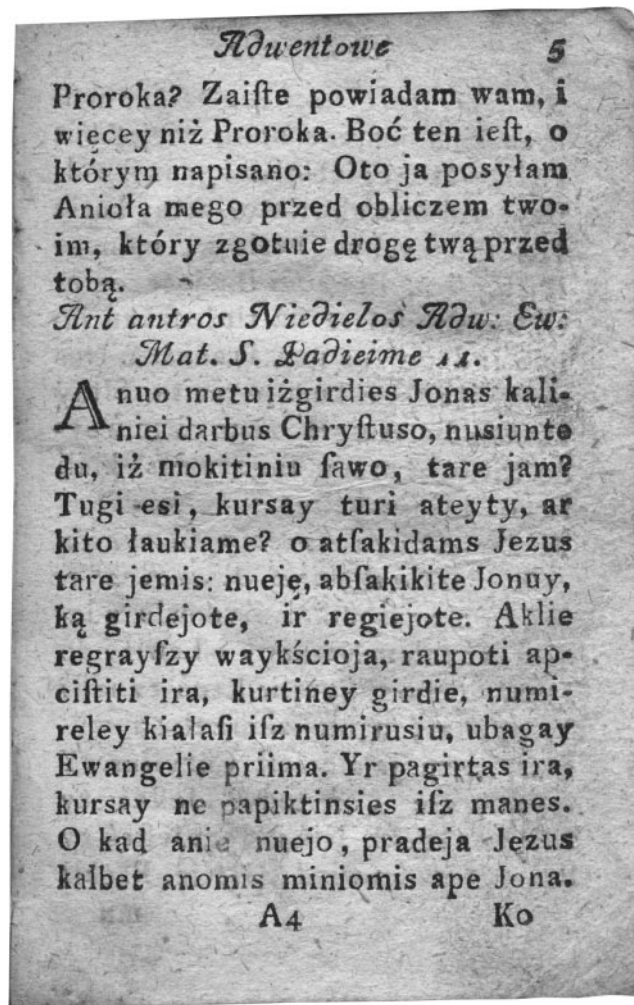 Adwentowe 5
Proroka? Zaiſte powiadam wam, i
więcey niż Proroka. Boć ten ieſt, o
którym napisano: Oto ja posyłam
Anioła mego przed obliczem two-
im, który zgotuie drogę twą przed
tobą.
Ant antros Niedielos Adw: Ew:
Mat. S. Padieime 11.
Anuo metu iżgirdies Jonas kali-
niei darbus Chryſtuso, nusiunte
du, iż mokitiniu ſawo, tare jam?
Tugi esi, kursay turi ateyty, ar
kito łaukiame? o atſakidams Jezus
tare jemis: nueję, abſakikite Jonuy,
ką girdejote, ir regiejote. Aklie
regrayſzy waykścioja, raupoti ap-
ciſtiti ira, kurtiney girdie, numi-
reley kiałaſi iſz numirusiu, ubagay
Ewangelie priima. Yr pagirtas ira,
kursay ne papiktinsies iſz manes.
O kad anie nuejo, pradeja Jezus
kalbet anomis miniomis ape Jona.
A4 Ko